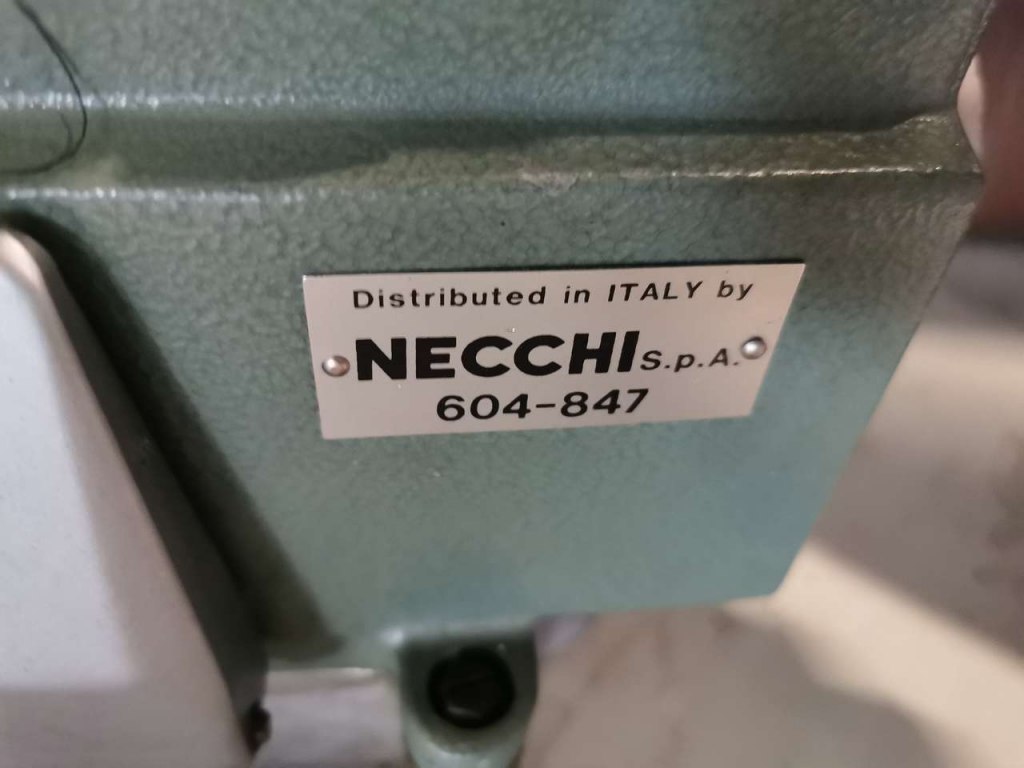 Distributed in ITALY by
NECCHI S.p.A.
604-847